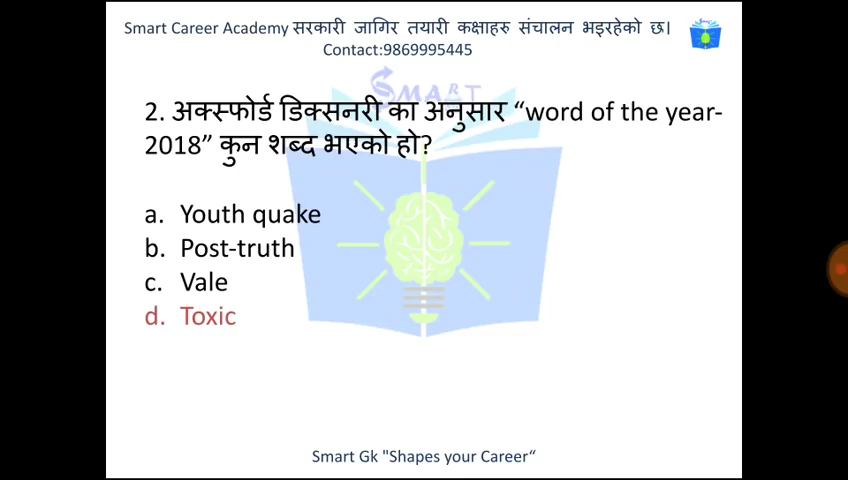 Smart Career Academy सरकारी जागिर तयारी कक्षाहरु संचालन भइरहेको छ।
Contact:9869995445
SMART
2. अक्स्फोर्ड डिक्सनरी का अनुसार “word of the year-
2018” कुन शब्द भएको हो?
a. Youth quake
b. Post-truth
c. Vale
d. Toxic
Smart Gk "Shapes your Career“